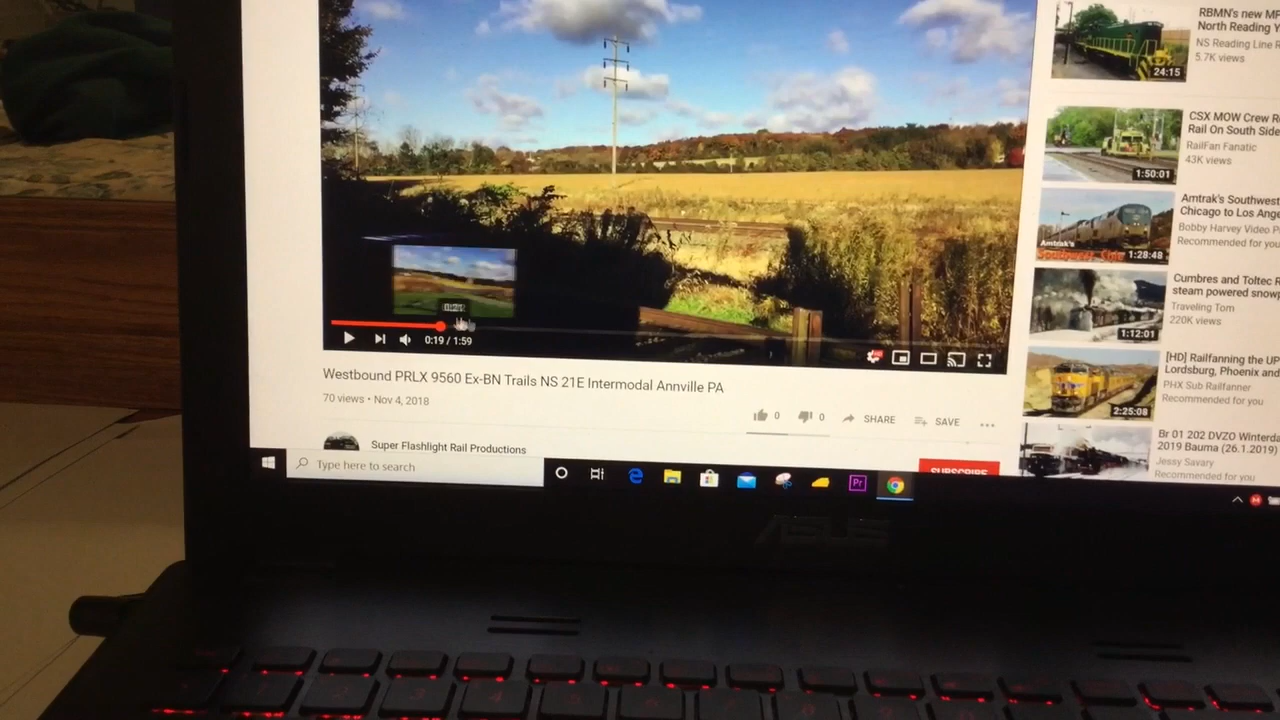 0:19 / 1:59
Westbound PRLX 9560 Ex-BN Trails NS 21E Intermodal Annville PA
70 views • Nov 4, 2018
0
0
SHARE
SAVE
Super Flashlight Rail Productions
SUBSCRIBE
RBMN's new
North Reading
NS Reading Line
5.7K views
24:15
CSX MOW Crew
Rail On South Side
RailFan Fanatic
43K views
1:50:01
Amtrak's Southwest
Chicago to Los
Bobby Harvey Video
Recommended for you
Amtrak's
Southwest
1:28:48
Cumbres and Toltec
steam powered
Traveling Tom
220K views
1:12:01
[HD] Railfanning the UP
Lordsburg, Phoenix and
PHX Sub Railfanner
Recommended for you
2:25:08
Br 01 202 DVZO
2019 Bauma (26.1.2019)
Jessy Savary
Recommended for you
Type here to search
Pr
ASUS